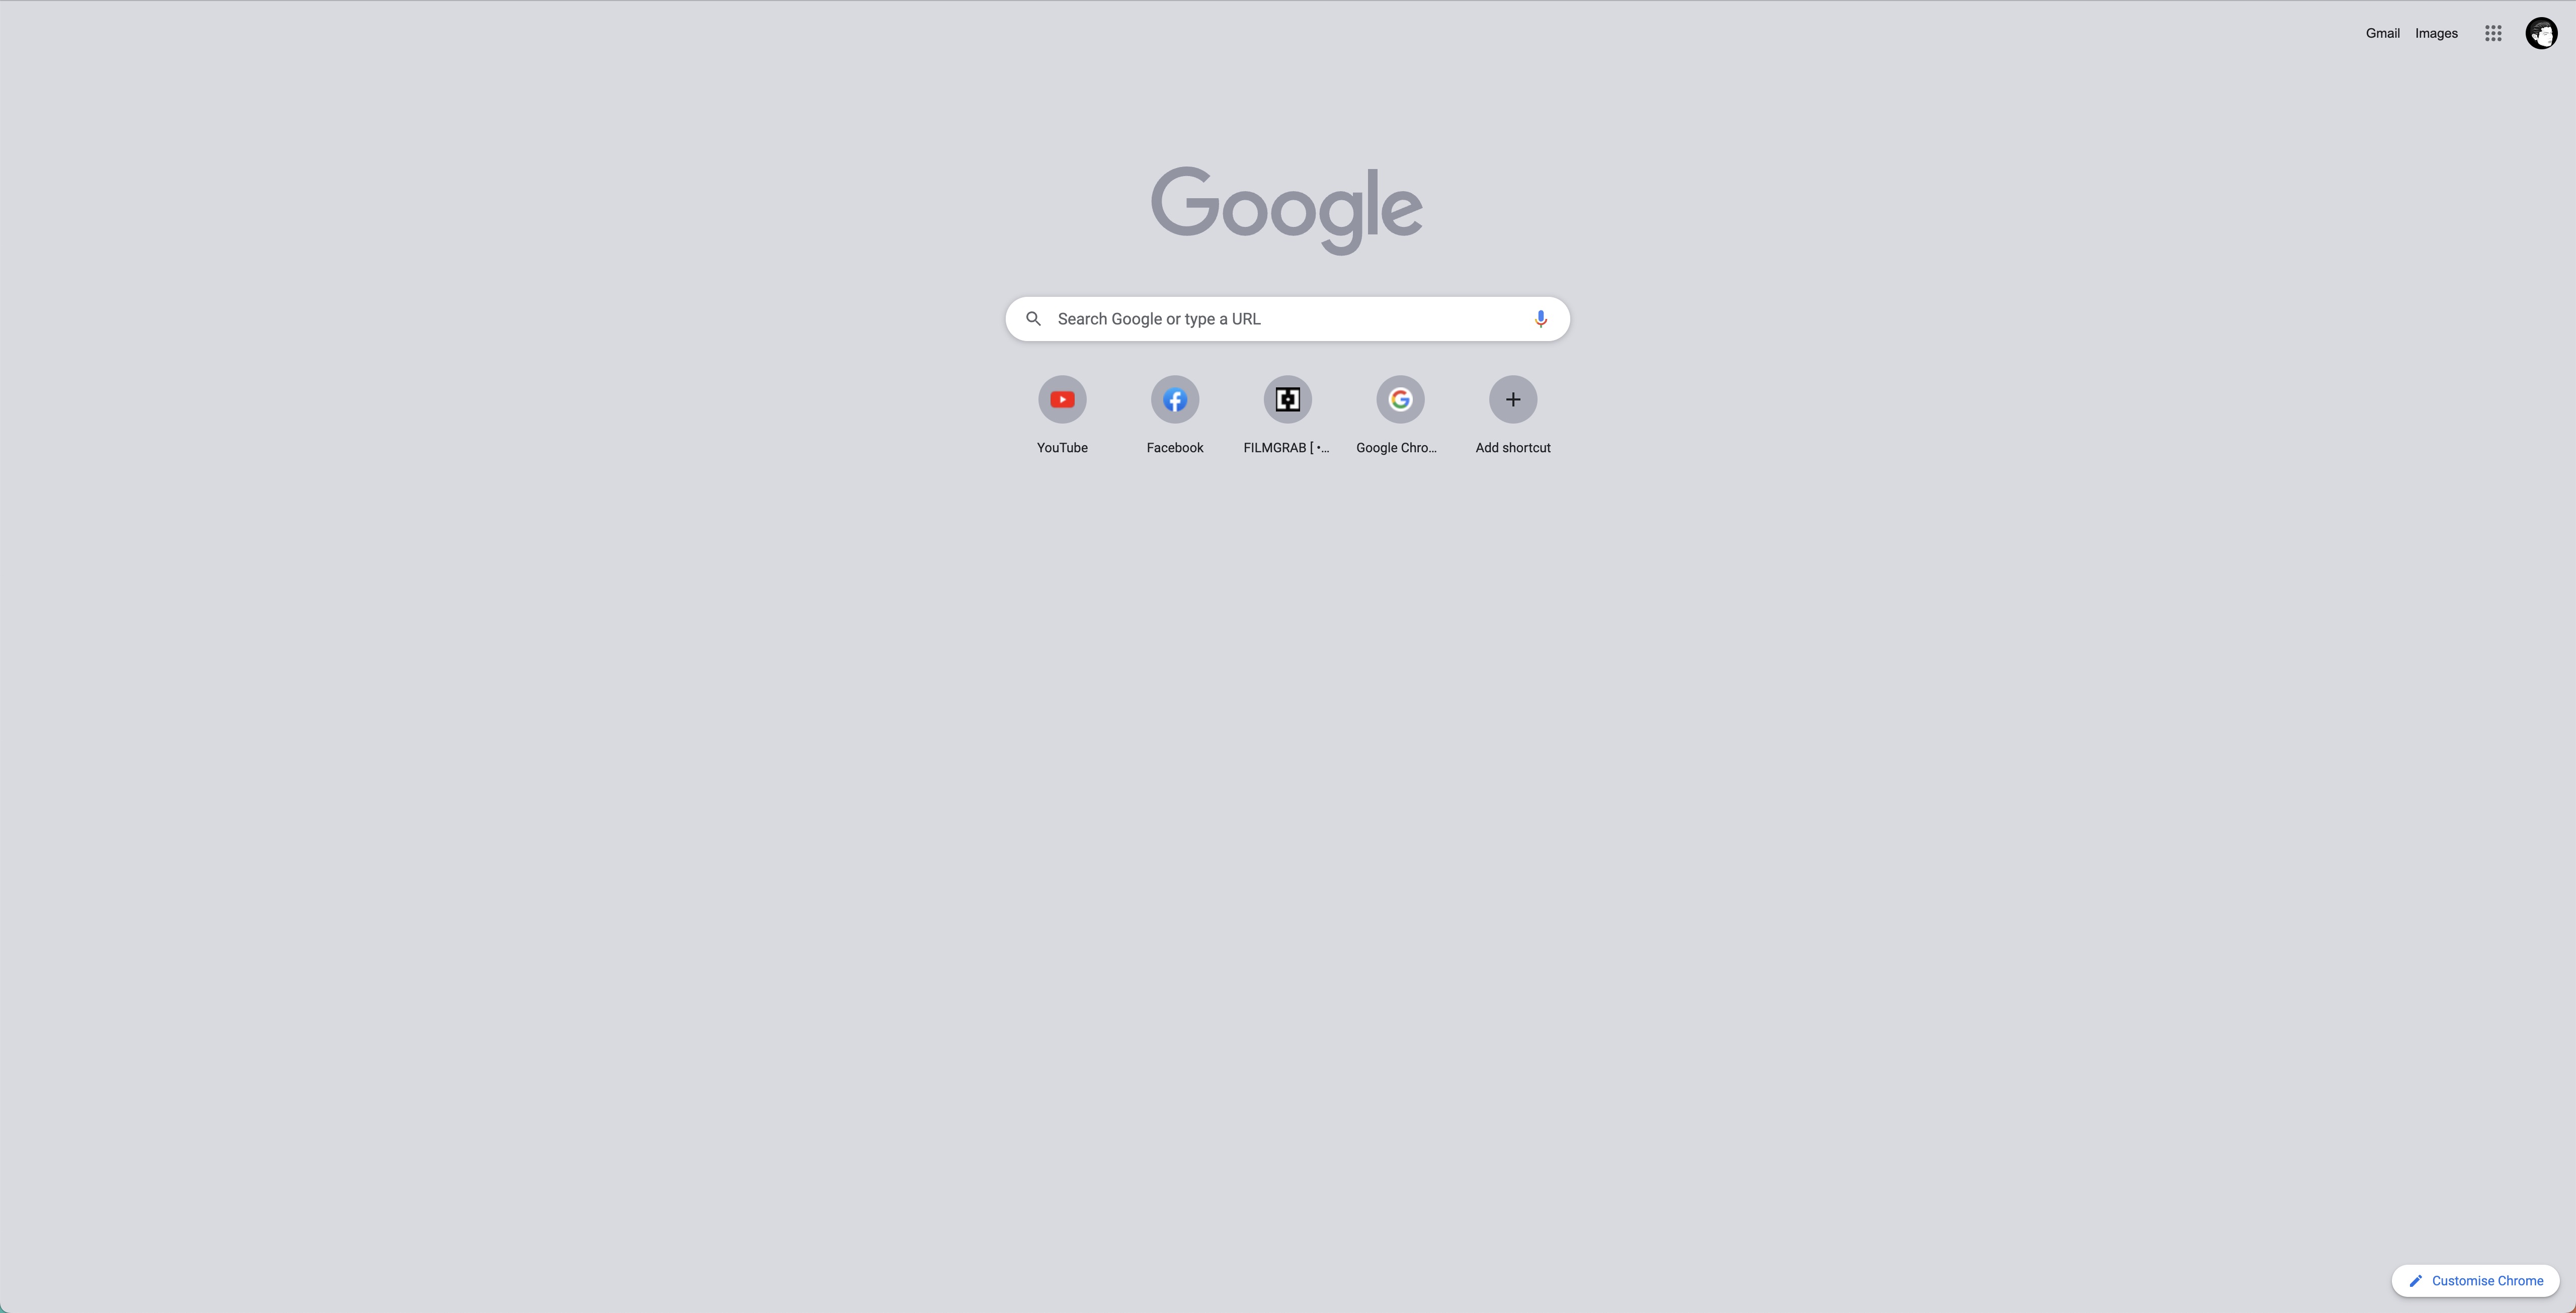 Gmail Images
Google
Search Google or type a URL
YouTube Facebook FILMGRAB [ •... Google Chro... Add shortcut
Customise Chrome